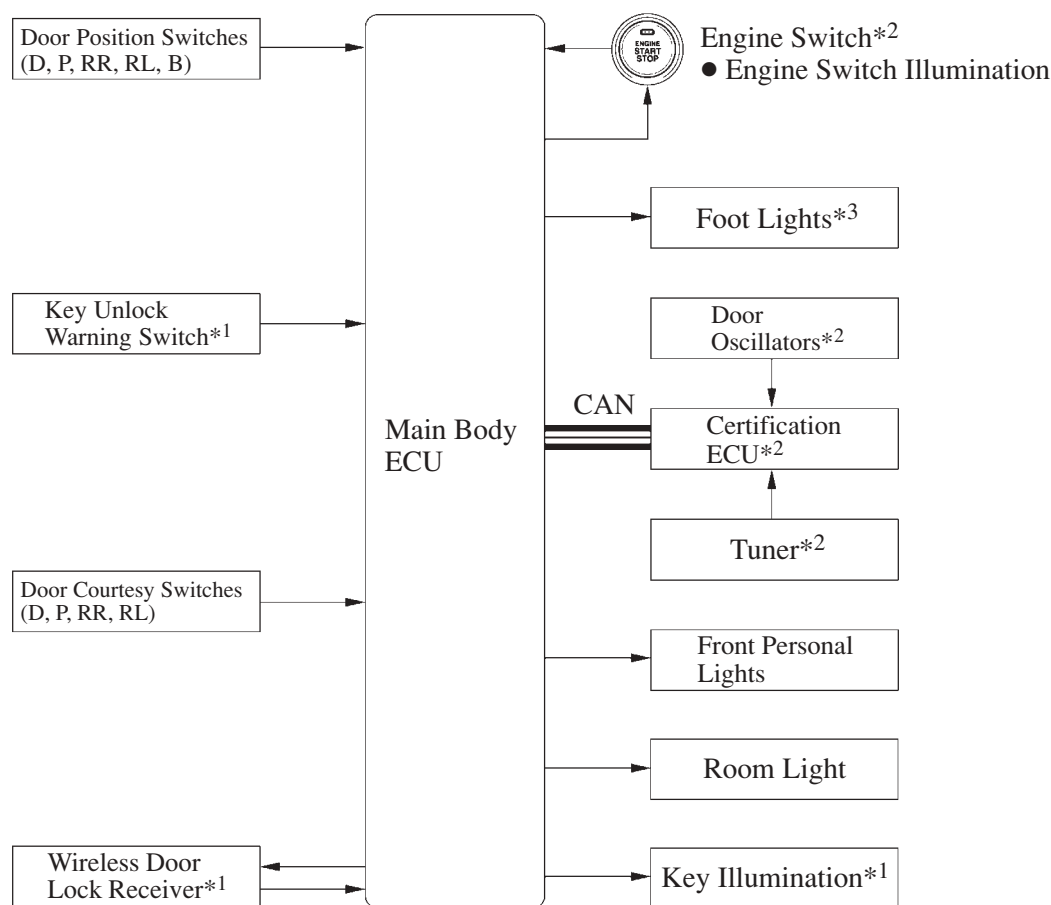 Door Position Switches
(D, P, RR, RL, B)
Key Unlock
Warning Switch*1
Door Courtesy Switches
(D, P, RR, RL)
Wireless Door
Lock Receiver*1
Main Body
ECU
CAN
ENGINE
START
STOP
Engine Switch*2
● Engine Switch Illumination
Foot Lights*3
Door
Oscillators*2
Certification
ECU*2
Tuner*2
Front Personal
Lights
Room Light
Key Illumination*1